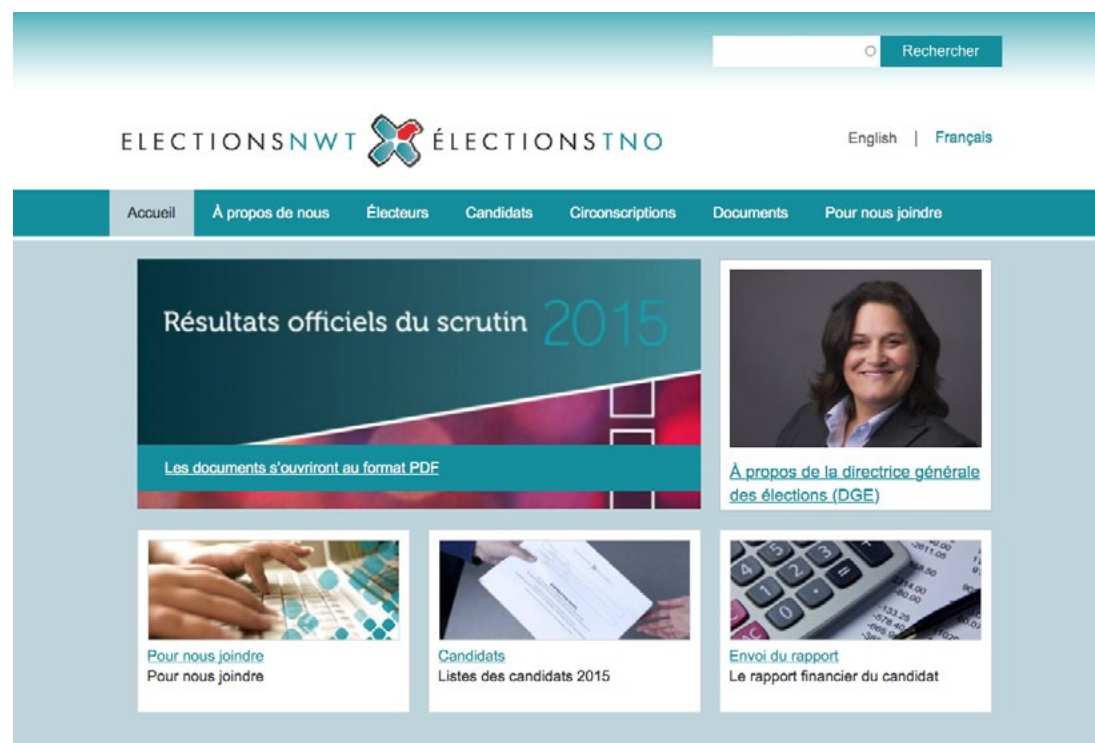 Rechercher
ELECTIONSNWT ÉLECTIONSTNO
English | Français
Accueil À propos de nous Électeurs Candidats Circonscriptions Documents Pour nous joindre
Résultats officiels du scrutin 2015
Les documents s'ouvriront au format PDF
À propos de la directrice générale
des élections (DGE)
Pour nous joindre
Pour nous joindre
Candidats
Listes des candidats 2015
Envoi du rapport
Le rapport financier du candidat